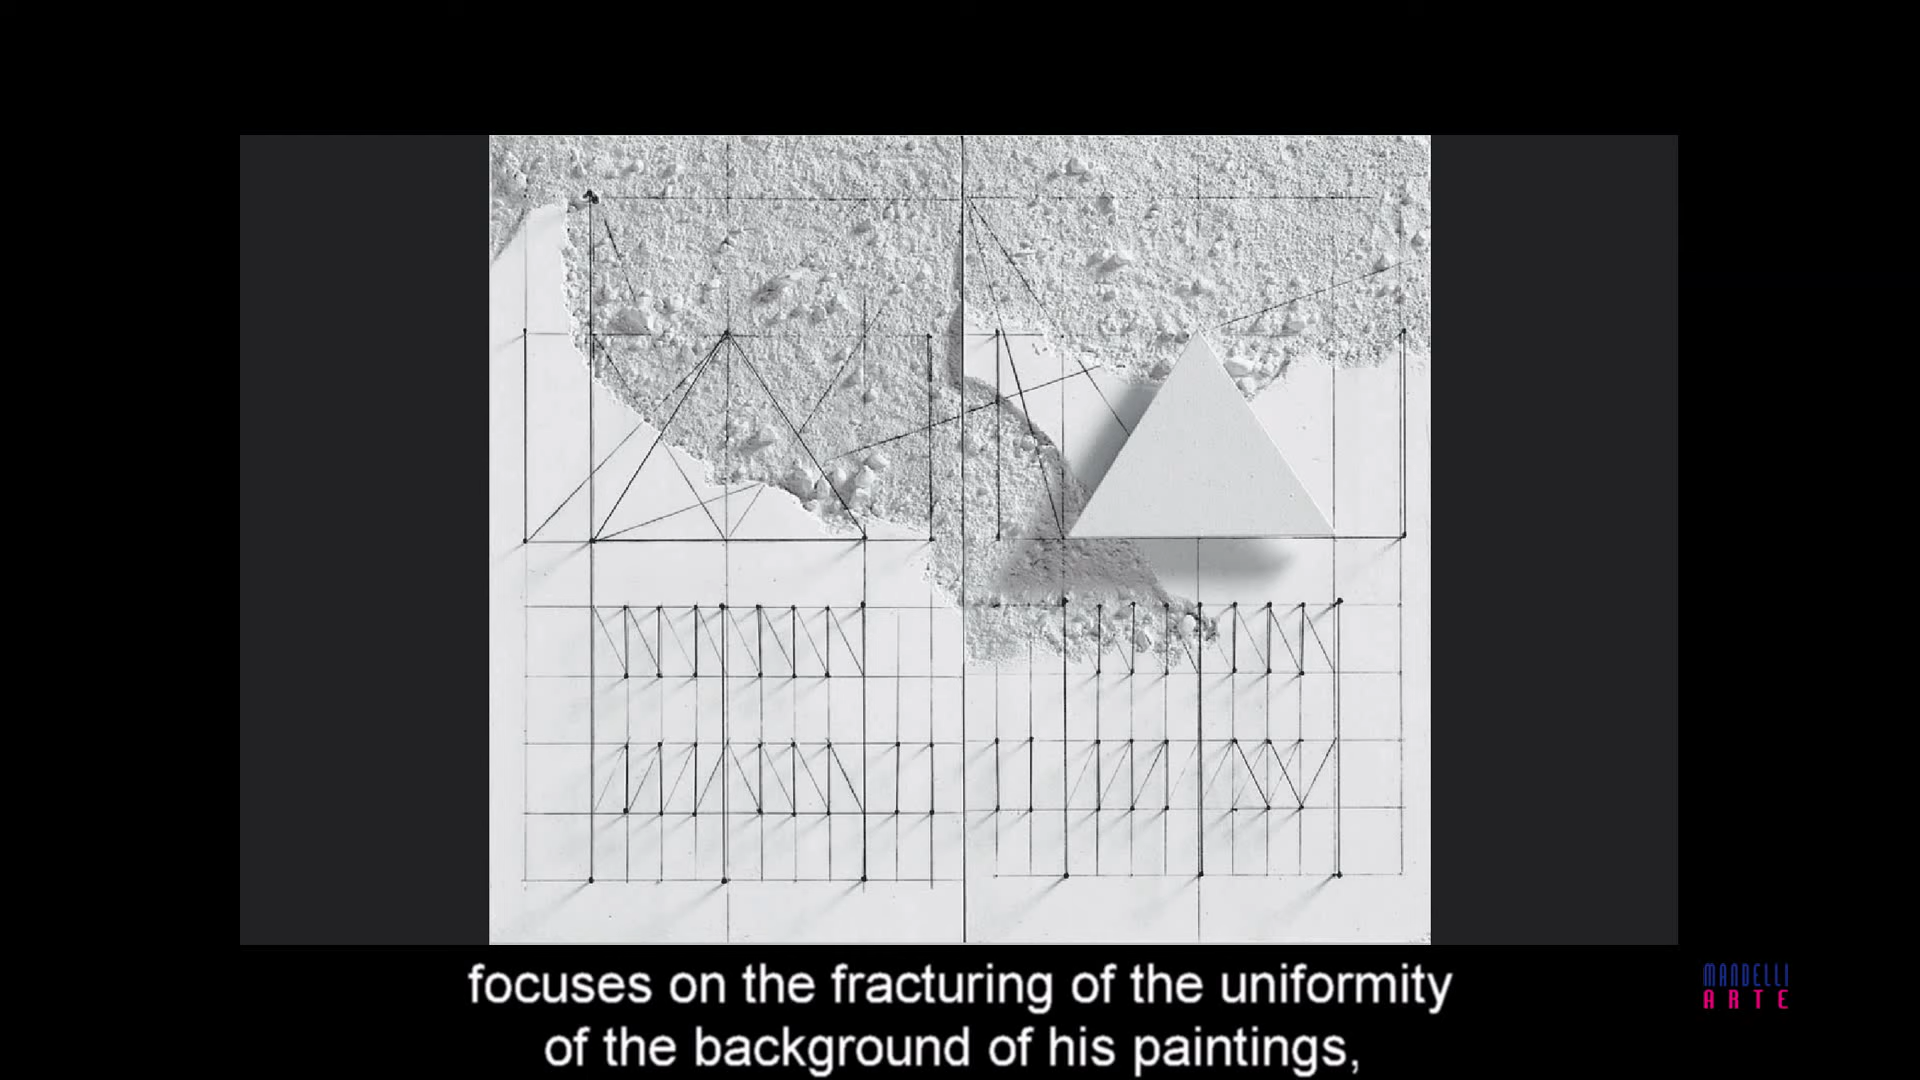 focuses on the fracturing of the uniformity
of the background of his paintings,
MANDELLI
ARTE